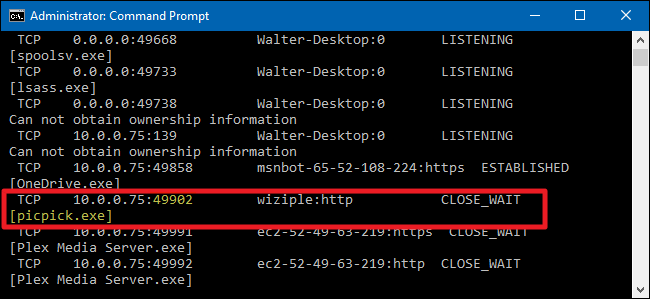 Administrator: Command Prompt
TCP 0.0.0.0:49668 Walter-Desktop:0 LISTENING
[spoolsv.exe]
TCP 0.0.0.0:49733 Walter-Desktop:0 LISTENING
[lsass.exe]
TCP 0.0.0.0:49738 Walter-Desktop:0 LISTENING
Can not obtain ownership information
TCP 10.0.0.75:139 Walter-Desktop:0 LISTENING
Can not obtain ownership information
TCP 10.0.0.75:49858 msnbot-65-52-108-224:https ESTABLISHED
[OneDrive.exe]
TCP 10.0.0.75:49902 wiziple:http CLOSE_WAIT
[picpick.exe]
TCP 10.0.0.75:49991 ec2-52-49-63-219:https CLOSE_WAIT
[Plex Media Server.exe]
TCP 10.0.0.75:49992 ec2-52-49-63-219:http CLOSE_WAIT
[Plex Media Server.exe]